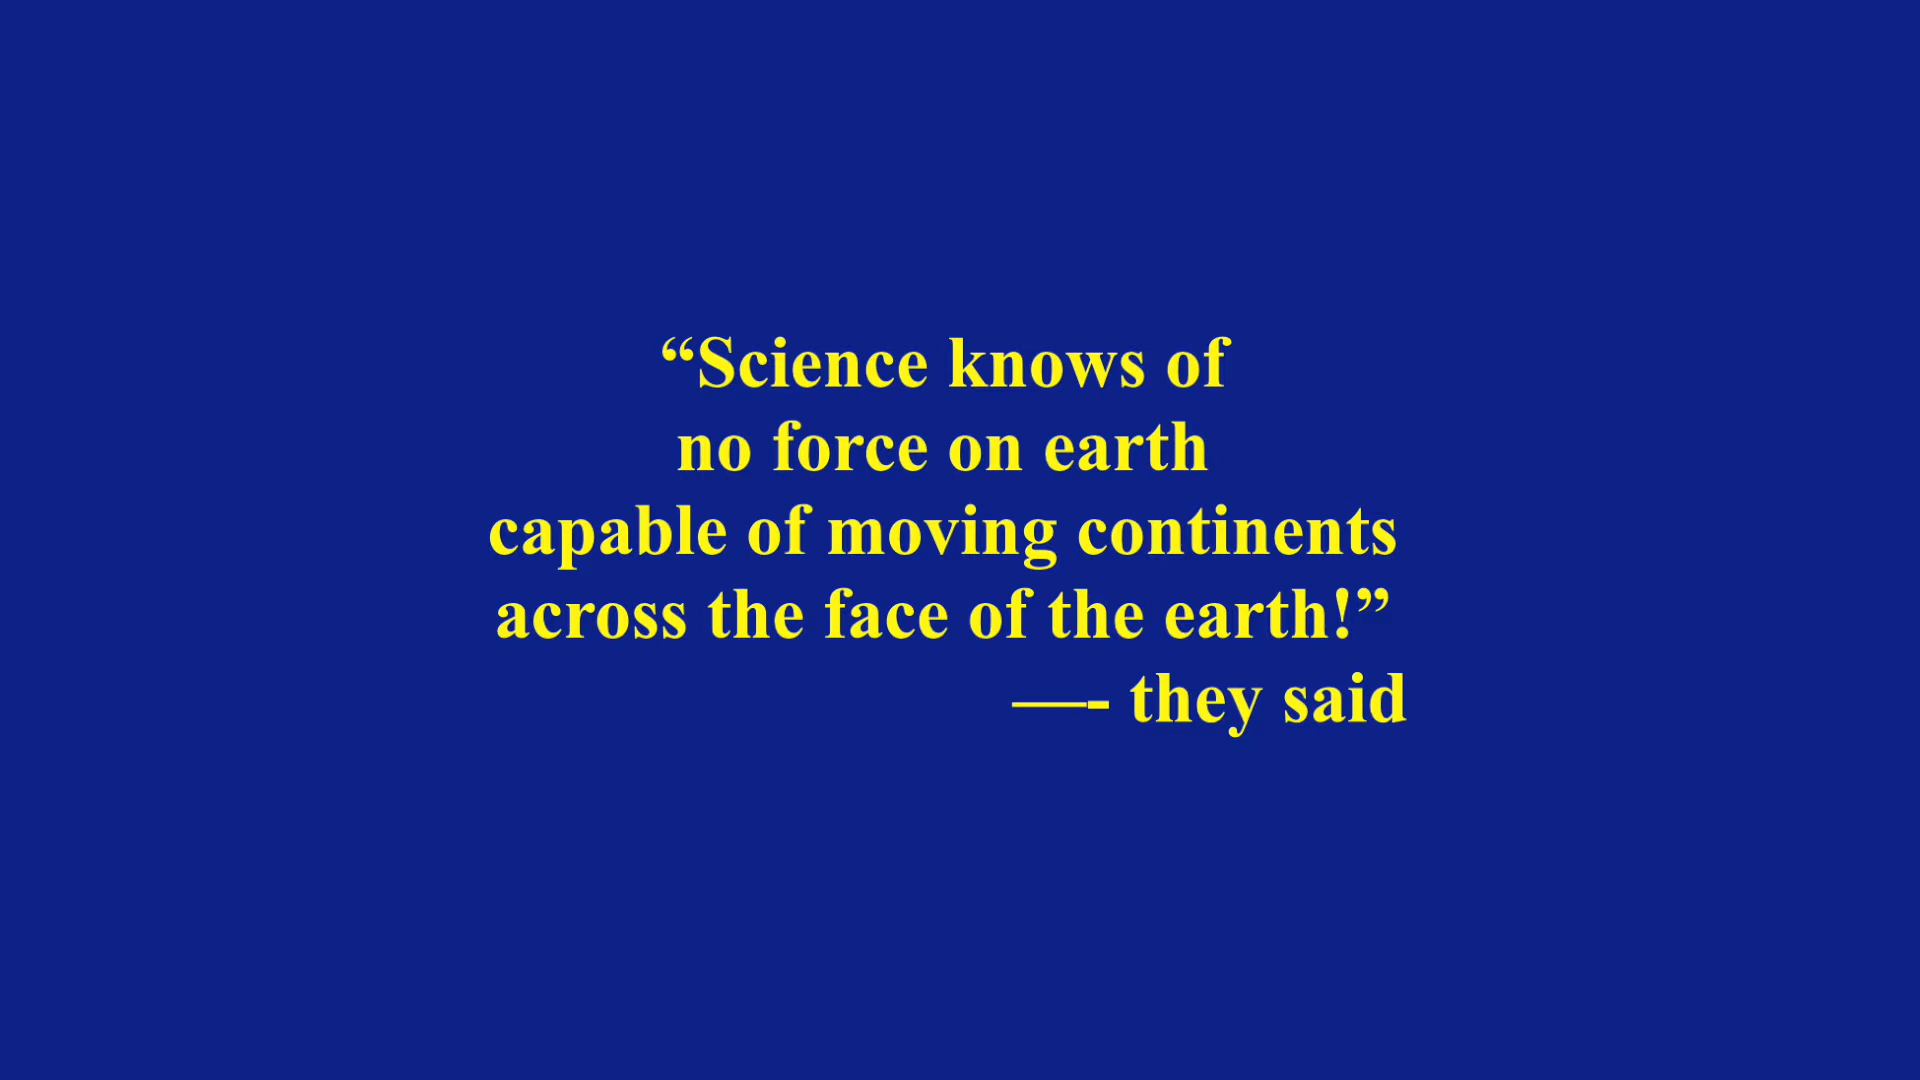 “Science knows of
no force on earth
capable of moving continents
across the face of the earth!”
—- they said